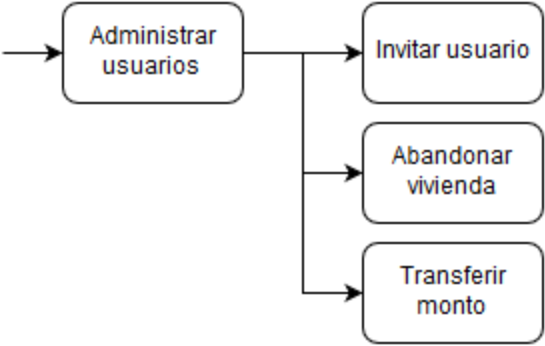 Administrar
usuarios
Invitar usuario
Abandonar
vivienda
Transferir
monto